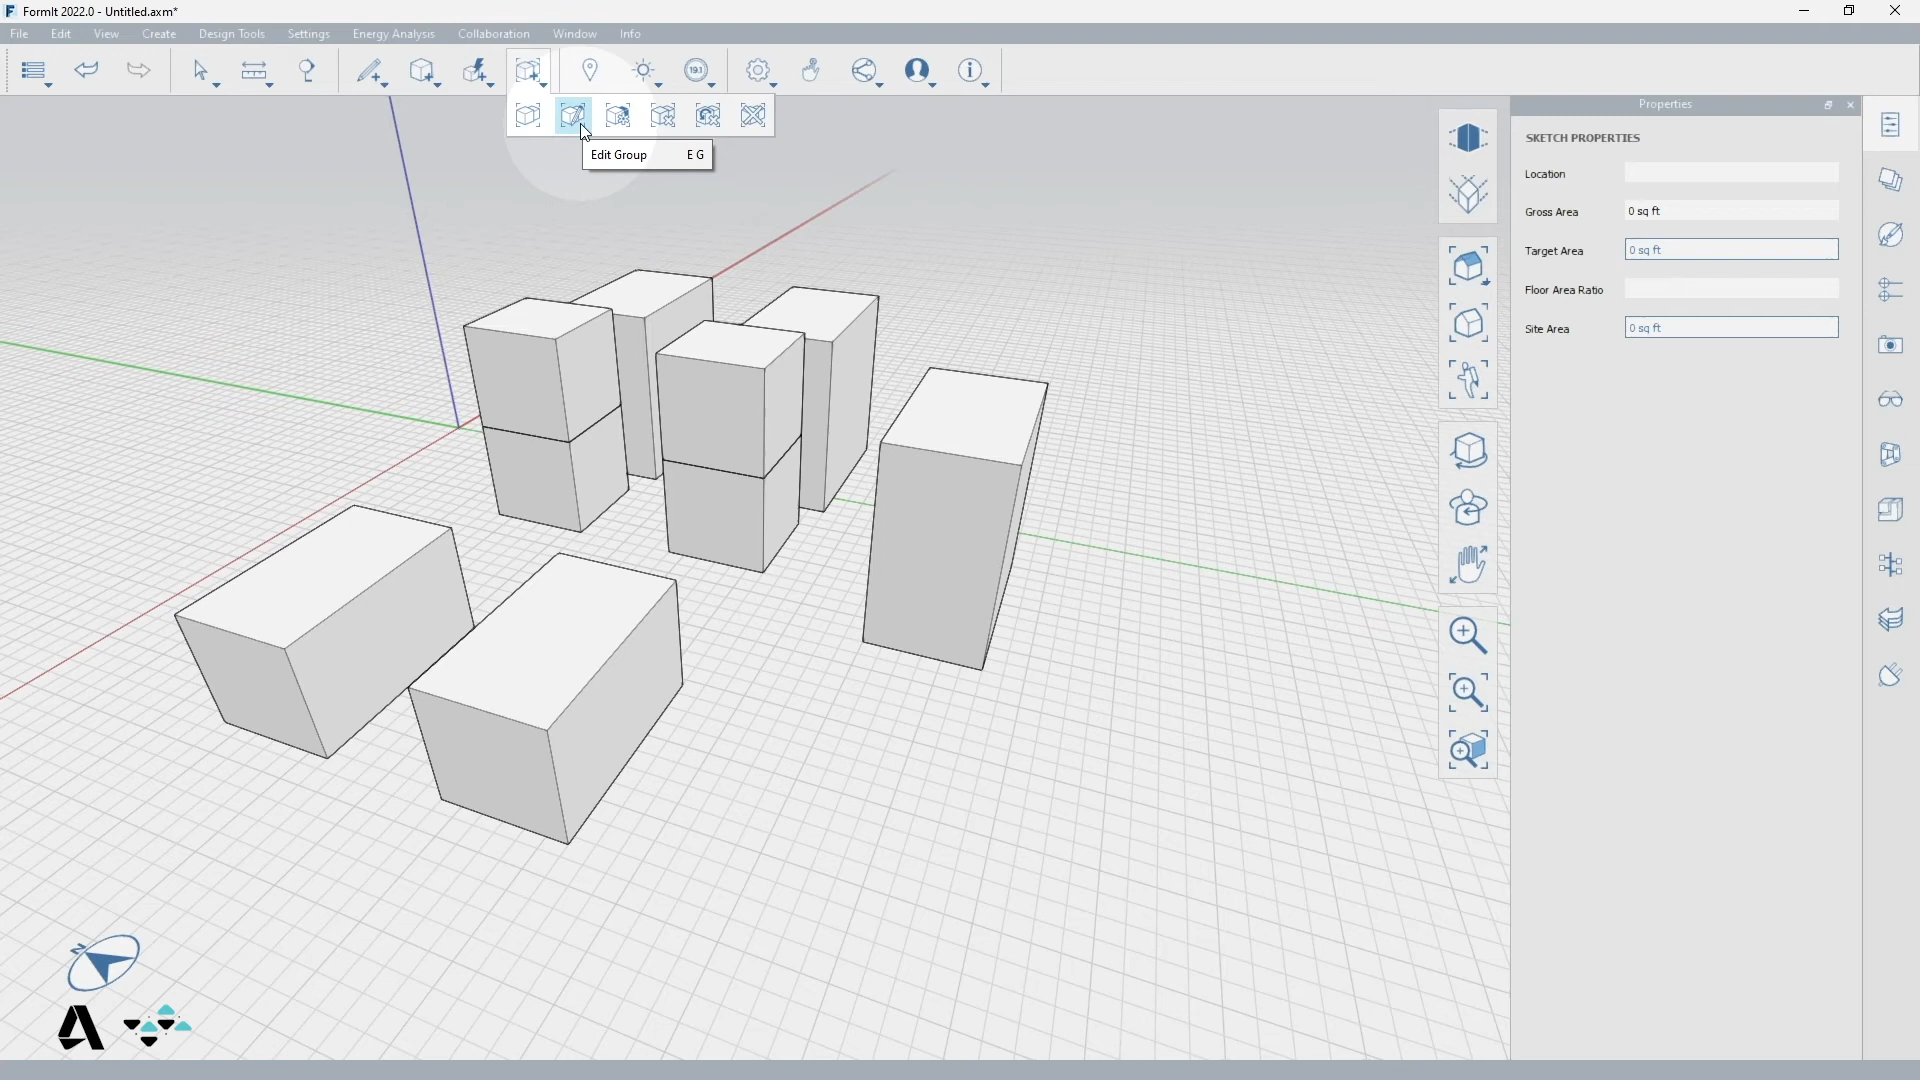 FormIt 2022.0 - Untitled.axm*
File Edit View Create Design Tools Settings Energy Analysis Collaboration Window Info
19.1
Edit Group E G
Properties
SKETCH PROPERTIES
Location
Gross Area 0 sq ft
Target Area 0 sq ft
Floor Area Ratio
Site Area 0 sq ft
N